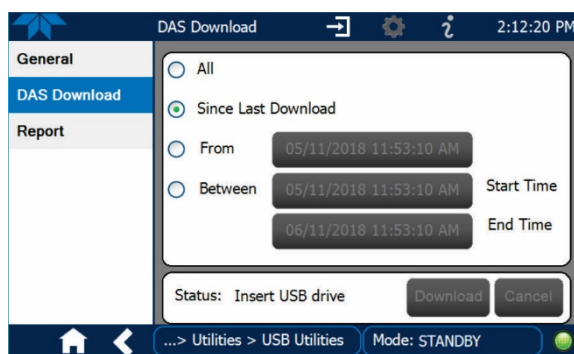 DAS Download
2:12:20 PM
General
DAS Download
Report
All
Since Last Download
From
05/11/2018 11:53:10 AM
Between
05/11/2018 11:53:10 AM
Start Time
06/11/2018 11:53:10 AM
End Time
Status: Insert USB drive
Download
Cancel
...> Utilities > USB Utilities
Mode: STANDBY